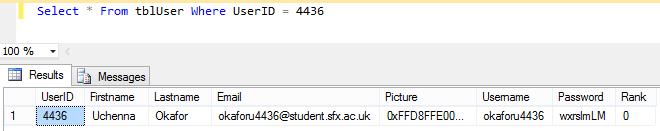 Select * From tblUser Where UserID = 4436
100 %
Results Messages
UserID Firstname Lastname Email Picture Username Password Rank
1 4436 Uchenna Okafor okaforu4436@student.sfx.ac.uk 0xFFD8FFE00... okaforu4436 wxrslmLM 0